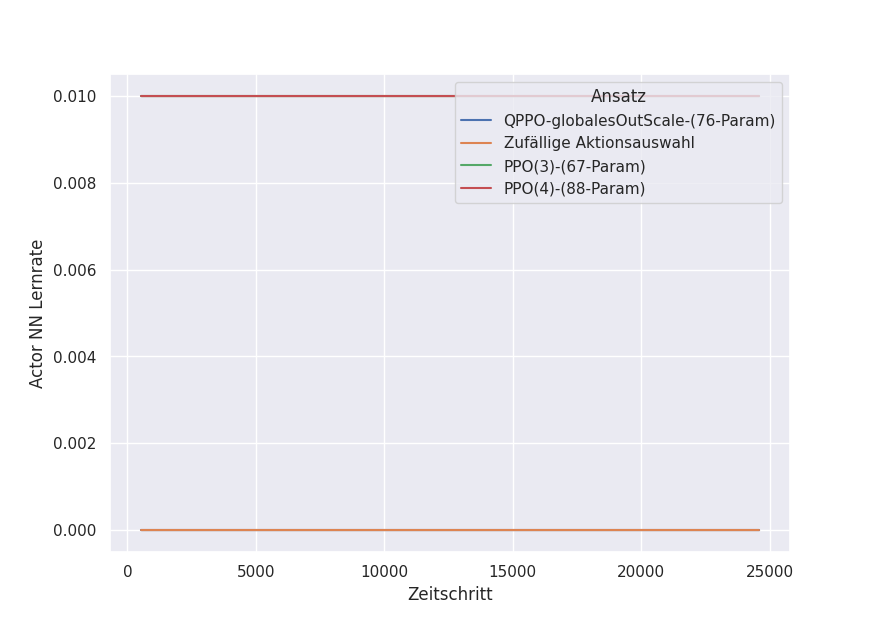 Ansatz
QPPO-globalesOutScale-(76-Param)
Zufällige Aktionsauswahl
PPO(3)-(67-Param)
PPO(4)-(88-Param)
0.010
0.008
0.006
0.004
0.002
0.000
Actor NN Lernrate
0 5000 10000 15000 20000 25000
Zeitschritt